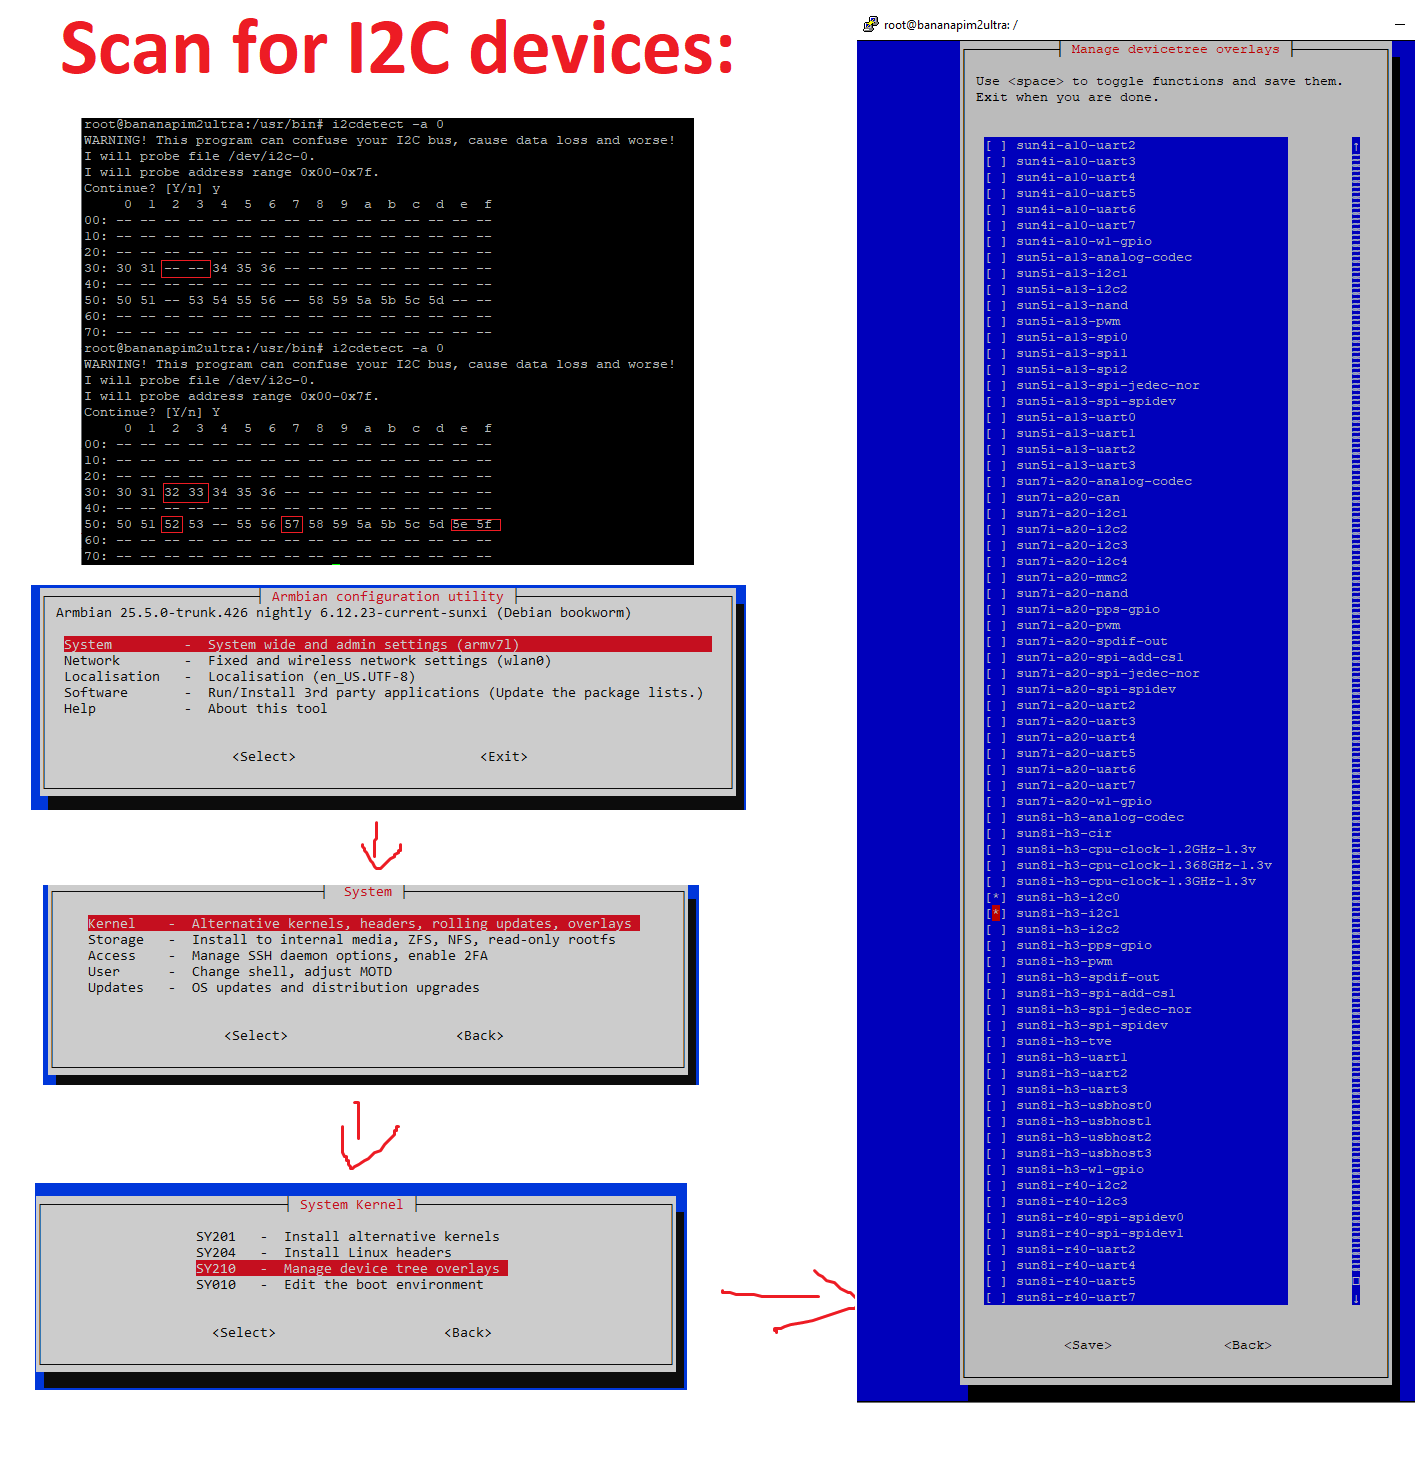 Scan for I2C devices:
root@bananapim2ultra:/usr/bin# i2cdetect -a 0
WARNING! This program can confuse your I2C bus, cause data loss and worse!
I will probe file /dev/i2c-0.
I will probe address range 0x00-0x7f.
Continue? [Y/n] y
     0  1  2  3  4  5  6  7  8  9  a  b  c  d  e  f
00: -- -- -- -- -- -- -- -- -- -- -- -- -- -- -- --
10: -- -- -- -- -- -- -- -- -- -- -- -- -- -- -- --
20: -- -- -- -- -- -- -- -- -- -- -- -- -- -- -- --
30: 30 31 -- -- 34 35 36 -- -- -- -- -- -- -- -- --
40: -- -- -- -- -- -- -- -- -- -- -- -- -- -- -- --
50: 50 51 -- 53 54 55 56 -- 58 59 5a 5b 5c 5d -- --
60: -- -- -- -- -- -- -- -- -- -- -- -- -- -- -- --
70: -- -- -- -- -- -- -- -- -- -- -- -- -- -- -- --
root@bananapim2ultra:/usr/bin# i2cdetect -a 0
WARNING! This program can confuse your I2C bus, cause data loss and worse!
I will probe file /dev/i2c-0.
I will probe address range 0x00-0x7f.
Continue? [Y/n] Y
     0  1  2  3  4  5  6  7  8  9  a  b  c  d  e  f
00: -- -- -- -- -- -- -- -- -- -- -- -- -- -- -- --
10: -- -- -- -- -- -- -- -- -- -- -- -- -- -- -- --
20: -- -- -- -- -- -- -- -- -- -- -- -- -- -- -- --
30: 30 31 32 33 34 35 36 -- -- -- -- -- -- -- -- --
40: -- -- -- -- -- -- -- -- -- -- -- -- -- -- -- --
50: 50 51 52 53 -- 55 56 57 58 59 5a 5b 5c 5d 5e 5f
60: -- -- -- -- -- -- -- -- -- -- -- -- -- -- -- --
70: -- -- -- -- -- -- -- -- -- -- -- -- -- -- -- --
Armbian configuration utility
Armbian 25.5.0-trunk.426 nightly 6.12.23-current-sunxi (Debian bookworm)
System - System wide and admin settings (armv7l)
Network - Fixed and wireless network settings (wlan0)
Localisation - Localisation (en_US.UTF-8)
Software - Run/Install 3rd party applications (Update the package lists.)
Help - About this tool
<Select> <Exit>
System
Kernel - Alternative kernels, headers, rolling updates, overlays
Storage - Install to internal media, ZFS, NFS, read-only rootfs
Access - Manage SSH daemon options, enable 2FA
User - Change shell, adjust MOTD
Updates - OS updates and distribution upgrades
<Select> <Back>
System Kernel
SY201 - Install alternative kernels
SY204 - Install Linux headers
SY210 - Manage device tree overlays
SY010 - Edit the boot environment
<Select> <Back>
root@bananapim2ultra: /
Manage devicetree overlays
Use <space> to toggle functions and save them.
Exit when you are done.
[ ] sun4i-a10-uart2
[ ] sun4i-a10-uart3
[ ] sun4i-a10-uart4
[ ] sun4i-a10-uart5
[ ] sun4i-a10-uart6
[ ] sun4i-a10-uart7
[ ] sun4i-a10-w1-gpio
[ ] sun5i-a13-analog-codec
[ ] sun5i-a13-i2c1
[ ] sun5i-a13-i2c2
[ ] sun5i-a13-nand
[ ] sun5i-a13-pwm
[ ] sun5i-a13-spi0
[ ] sun5i-a13-spi1
[ ] sun5i-a13-spi2
[ ] sun5i-a13-spi-jedec-nor
[ ] sun5i-a13-spi-spidev
[ ] sun5i-a13-uart0
[ ] sun5i-a13-uart1
[ ] sun5i-a13-uart2
[ ] sun5i-a13-uart3
[ ] sun7i-a20-analog-codec
[ ] sun7i-a20-can
[ ] sun7i-a20-i2c1
[ ] sun7i-a20-i2c2
[ ] sun7i-a20-i2c3
[ ] sun7i-a20-i2c4
[ ] sun7i-a20-mmc2
[ ] sun7i-a20-nand
[ ] sun7i-a20-pps-gpio
[ ] sun7i-a20-pwm
[ ] sun7i-a20-spdif-out
[ ] sun7i-a20-spi-add-cs1
[ ] sun7i-a20-spi-jedec-nor
[ ] sun7i-a20-spi-spidev
[ ] sun7i-a20-uart2
[ ] sun7i-a20-uart3
[ ] sun7i-a20-uart4
[ ] sun7i-a20-uart5
[ ] sun7i-a20-uart6
[ ] sun7i-a20-uart7
[ ] sun7i-a20-w1-gpio
[ ] sun8i-h3-analog-codec
[ ] sun8i-h3-cir
[ ] sun8i-h3-cpu-clock-1.2GHz-1.3v
[ ] sun8i-h3-cpu-clock-1.368GHz-1.3v
[ ] sun8i-h3-cpu-clock-1.3GHz-1.3v
[*] sun8i-h3-i2c0
[*] sun8i-h3-i2c1
[ ] sun8i-h3-i2c2
[ ] sun8i-h3-pps-gpio
[ ] sun8i-h3-pwm
[ ] sun8i-h3-spdif-out
[ ] sun8i-h3-spi-add-cs1
[ ] sun8i-h3-spi-jedec-nor
[ ] sun8i-h3-spi-spidev
[ ] sun8i-h3-tve
[ ] sun8i-h3-uart1
[ ] sun8i-h3-uart2
[ ] sun8i-h3-uart3
[ ] sun8i-h3-usbhost0
[ ] sun8i-h3-usbhost1
[ ] sun8i-h3-usbhost2
[ ] sun8i-h3-usbhost3
[ ] sun8i-h3-w1-gpio
[ ] sun8i-r40-i2c2
[ ] sun8i-r40-i2c3
[ ] sun8i-r40-spi-spidev0
[ ] sun8i-r40-spi-spidev1
[ ] sun8i-r40-uart2
[ ] sun8i-r40-uart4
[ ] sun8i-r40-uart5
[ ] sun8i-r40-uart7
<Save> <Back>